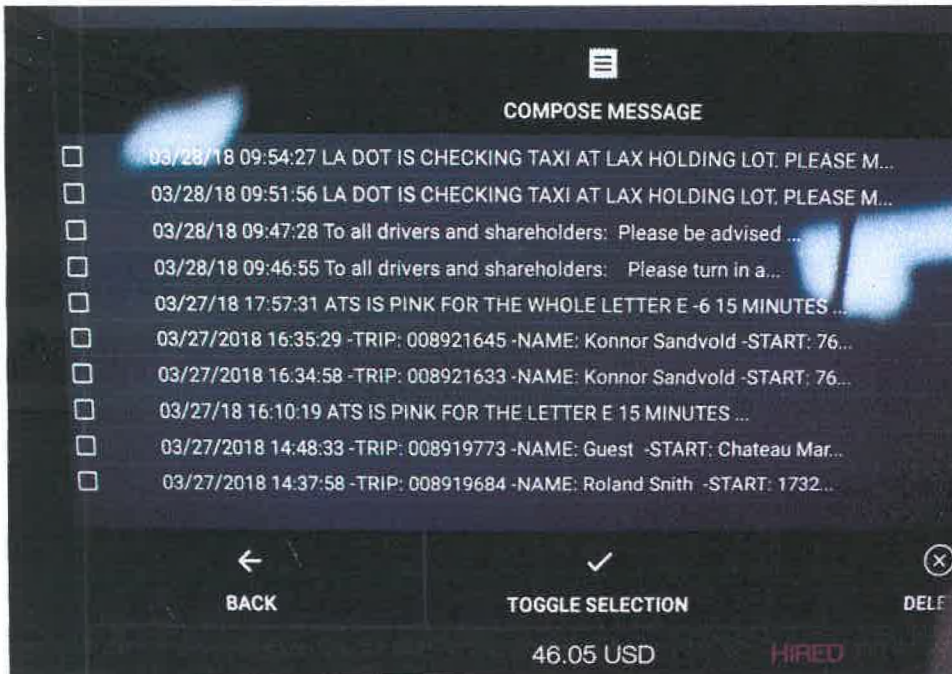 COMPOSE MESSAGE
03/28/18 09:54:27 LA DOT IS CHECKING TAXI AT LAX HOLDING LOT. PLEASE M...
03/28/18 09:51:56 LA DOT IS CHECKING TAXI AT LAX HOLDING LOT. PLEASE M...
03/28/18 09:47:28 To all drivers and shareholders: Please be advised ...
03/28/18 09:46:55 To all drivers and shareholders: Please turn in a...
03/27/18 17:57:31 ATS IS PINK FOR THE WHOLE LETTER E -6 15 MINUTES ...
03/27/2018 16:35:29 -TRIP: 008921645 -NAME: Konnor Sandvold -START: 76...
03/27/2018 16:34:58 -TRIP: 008921633 -NAME: Konnor Sandvold -START: 76...
03/27/18 16:10:19 ATS IS PINK FOR THE LETTER E 15 MINUTES ...
03/27/2018 14:48:33 -TRIP: 008919773 -NAME: Guest -START: Chateau Mar...
03/27/2018 14:37:58 -TRIP: 008919684 -NAME: Roland Snith -START: 1732...
BACK TOGGLE SELECTION DELE
46.05 USD HIRED